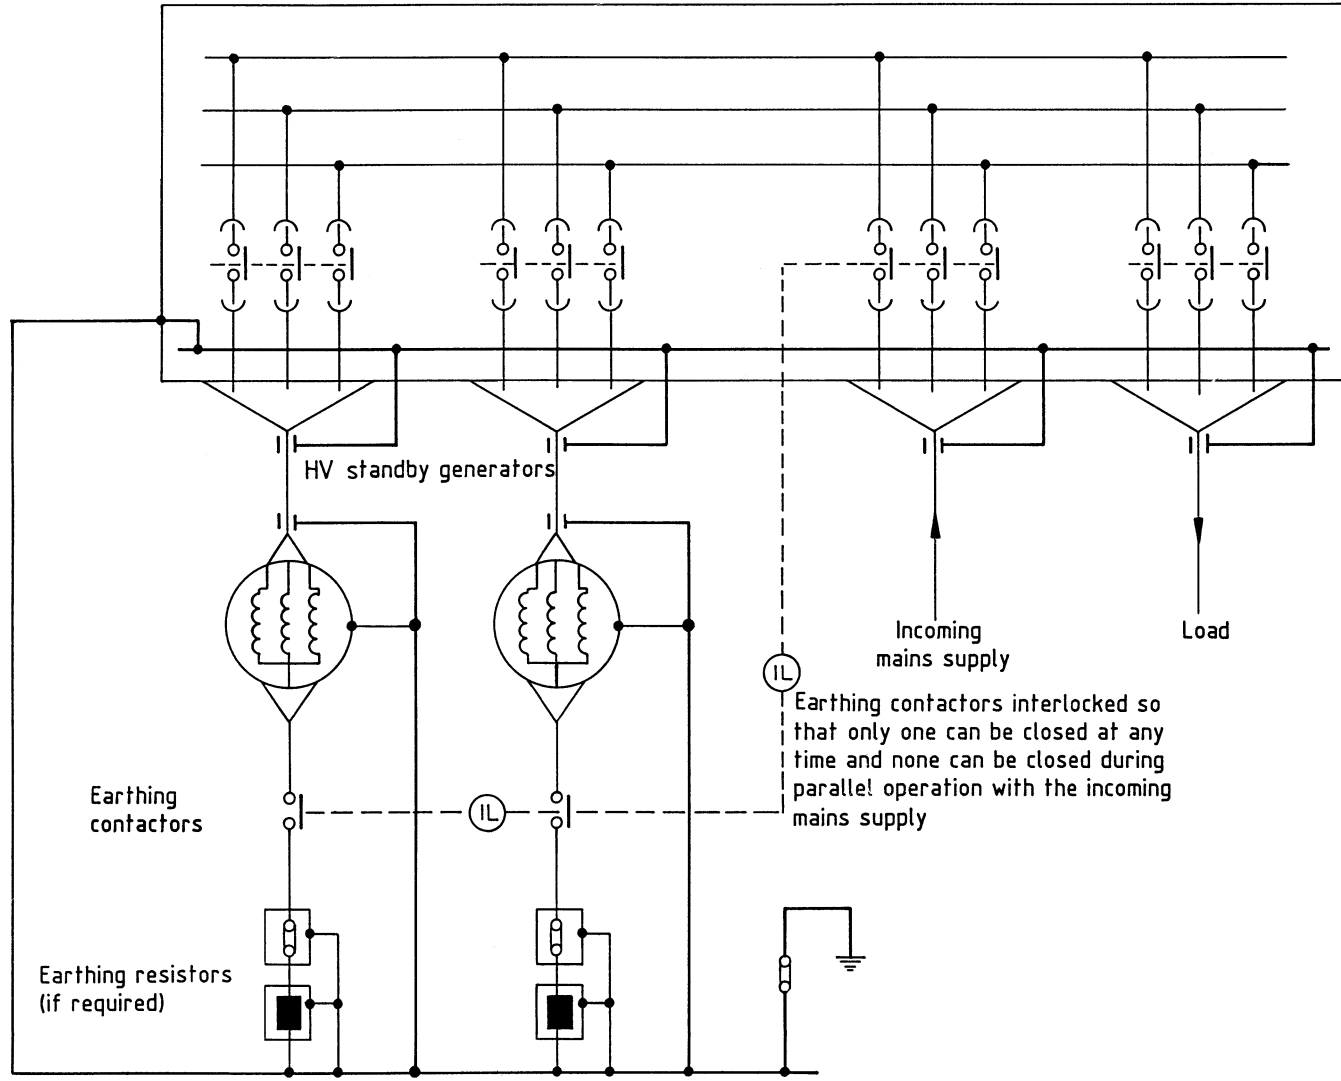 HV standby generators
Incoming
mains supply
Load
IL
Earthing contactors interlocked so
that only one can be closed at any
time and none can be closed during
parallel operation with the incoming
mains supply
Earthing
contactors
IL
Earthing resistors
(if required)